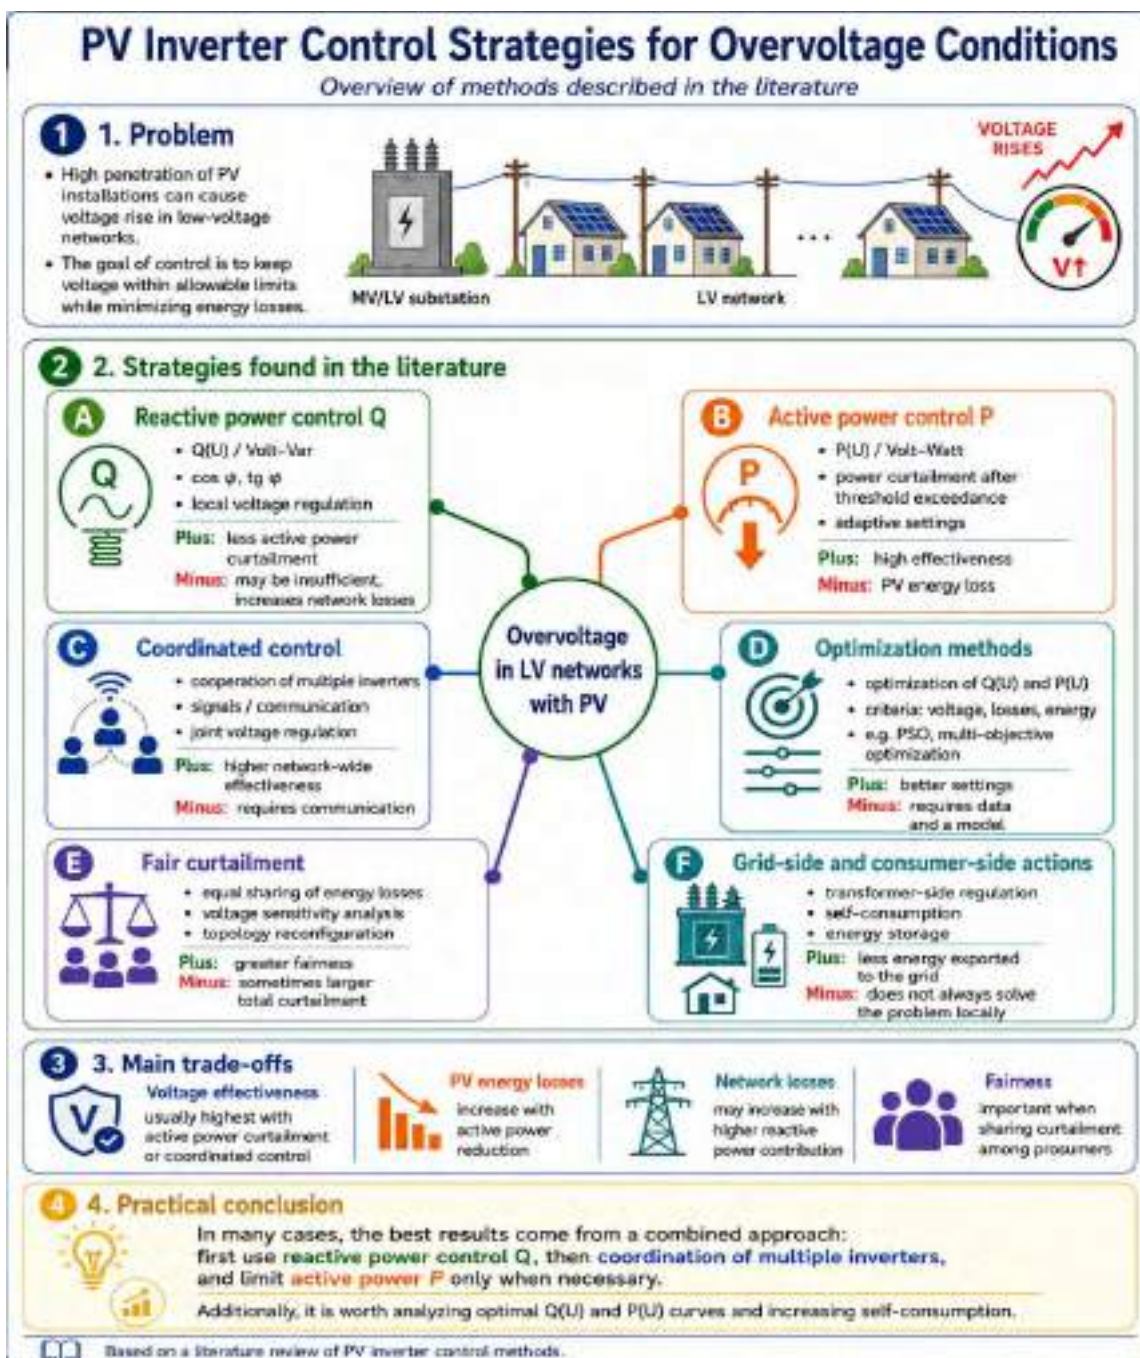 PV Inverter Control Strategies for Overvoltage Conditions
Overview of methods described in the literature
1 1. Problem
• High penetration of PV
installations can cause
voltage rise in low-voltage
networks.
• The goal of control is to keep
voltage within allowable limits
while minimizing energy losses.
MV/LV substation
LV network
...
VOLTAGE
RISES
V↑
2 2. Strategies found in the literature
A Reactive power control Q
Q
• Q(U) / Volt-Var
• cos φ, tg φ
• local voltage regulation
Plus: less active power
curtailment
Minus: may be insufficient,
increases network losses
B Active power control P
P
• P(U) / Volt-Watt
• power curtailment after
threshold exceedance
• adaptive settings
Plus: high effectiveness
Minus: PV energy loss
Overvoltage
in LV networks
with PV
C Coordinated control
• cooperation of multiple inverters
• signals / communication
• joint voltage regulation
Plus: higher network-wide
effectiveness
Minus: requires communication
D Optimization methods
• optimization of Q(U) and P(U)
• criteria: voltage, losses, energy
• e.g. PSO, multi-objective
optimization
Plus: better settings
Minus: requires data
and a model
E Fair curtailment
• equal sharing of energy losses
• voltage sensitivity analysis
• topology reconfiguration
Plus: greater fairness
Minus: sometimes larger
total curtailment
F Grid-side and consumer-side actions
• transformer-side regulation
• self-consumption
• energy storage
Plus: less energy exported
to the grid
Minus: does not always solve
the problem locally
3 3. Main trade-offs
V
Voltage effectiveness
usually highest with
active power curtailment
or coordinated control
PV energy losses
increase with
active power
reduction
Network losses
may increase with
higher reactive
power contribution
Fairness
important when
sharing curtailment
among prosumers
4 4. Practical conclusion
In many cases, the best results come from a combined approach:
first use reactive power control Q, then coordination of multiple inverters,
and limit active power P only when necessary.
Additionally, it is worth analyzing optimal Q(U) and P(U) curves and increasing self-consumption.
Based on a literature review of PV inverter control methods.